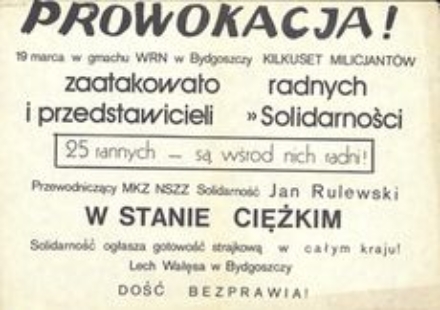 PROWOKACJA!
19 marca w gmachu WRN w Bydgoszczy KILKUSET MILICJANTÓW
zaatakowało radnych
i przedstawicieli »Solidarności
25 rannych — są wśrod nich radni!
Przewodniczący MKZ NSZZ Solidarność Jan Rulewski
W STANIE CIĘŻKIM
Solidarność ogłasza gotowość strajkową w całym kraju!
Lech Wałęsa w Bydgoszczy
DOŚĆ BEZPRAWIA!